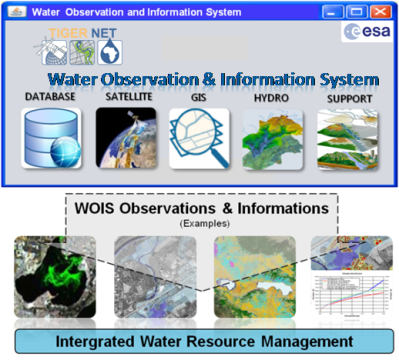 Water Observation and Information System
TIGER NET
esa
Water Observation & Information System
DATABASE SATELLITE GIS HYDRO SUPPORT
WOIS Observations & Informations
(Examples)
Intergrated Water Resource Management